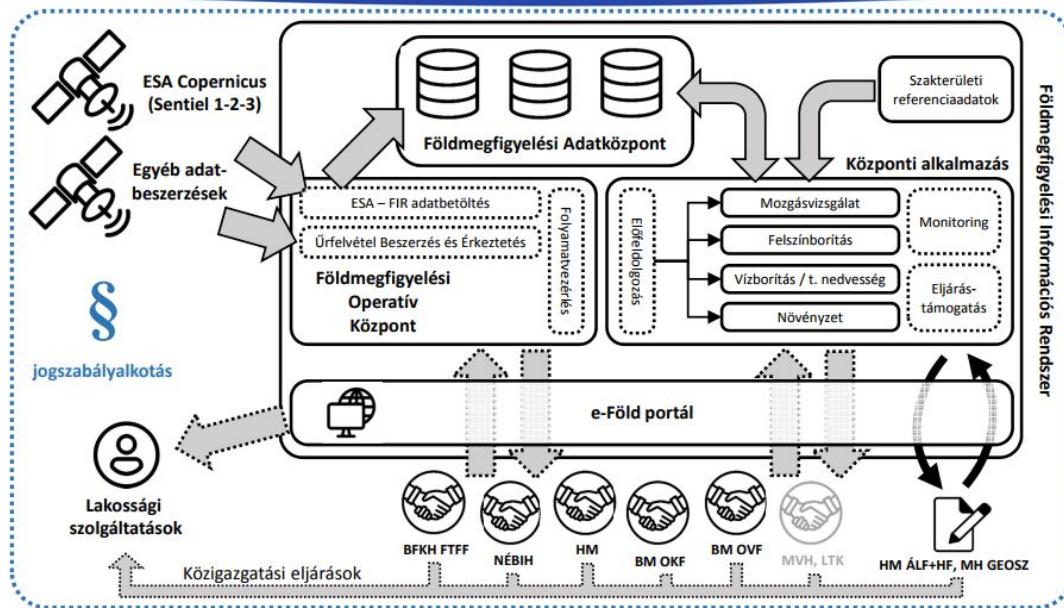 ESA Copernicus
(Sentiel 1-2-3)
Egyéb adat-
beszerzések
§
jogszabályalkotás
Lakossági
szolgáltatások
Földmegfigyelési Adatközpont
Szakterületi
referenciaadatok
Földmegfigyelési Információs Rendszer
ESA – FIR adatbetöltés
Űrfelvétel Beszerzés és Érkeztetés
Földmegfigyelési
Operatív
Központ
Folyamatvezérlés
Központi alkalmazás
Előfeldolgozás
Mozgásvizsgálat
Felszínborítás
Vízborítás / t. nedvesség
Növényzet
Monitoring
Eljárás-
támogatás
e-Föld portál
BFKH FTFF
NÉBIH
HM
BM OKF
BM OVF
MVH, LTK
HM ÁLF+HF, MH GEOSZ
Közigazgatási eljárások